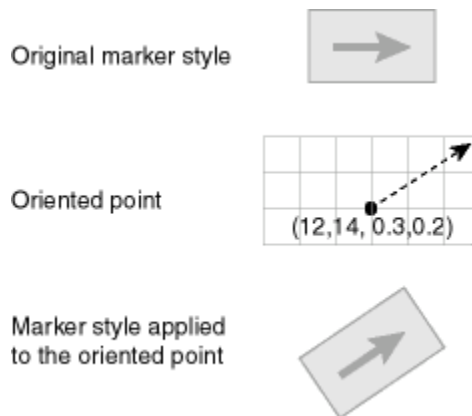 Original marker style
Oriented point
(12,14, 0.3,0.2)
Marker style applied
to the oriented point